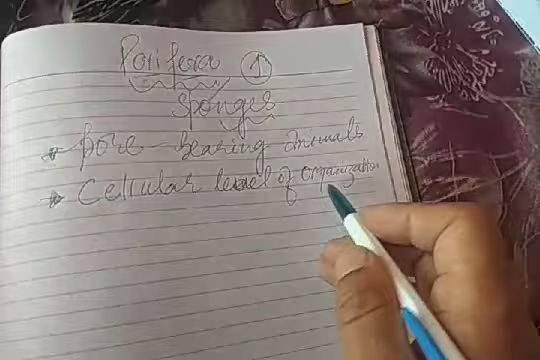 Porifera 1
Sponges
Pore - bearing animals
Cellular level of organization